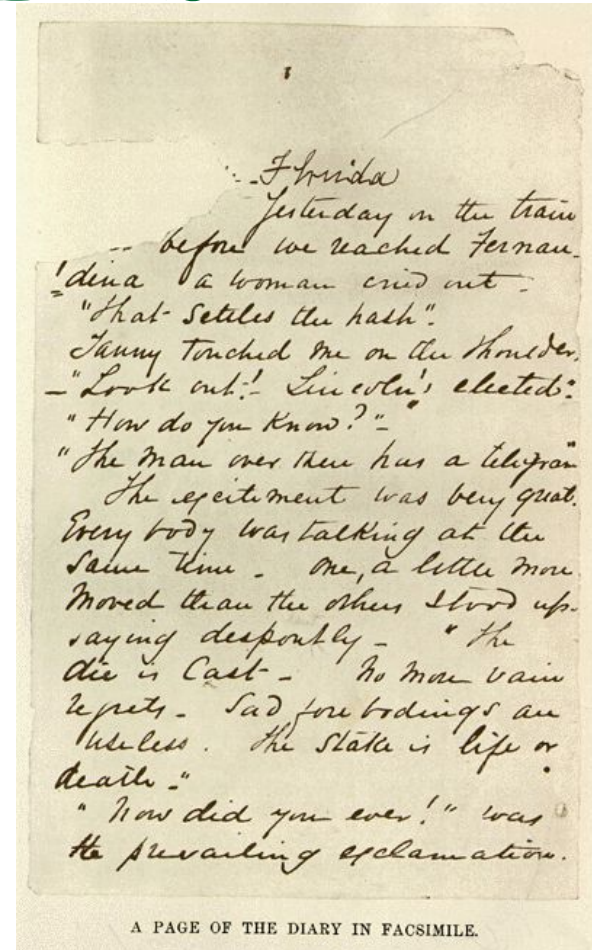 1
Florida
Yesterday on the train
-- before we reached Fernan-
dina a woman cried out -
"That settles the hash".
Tanny touched me on the shoulder.
- "Look out! - Lincoln's elected".
"How do you know?" -
"The man over there has a telegram"
The excitement was very great.
Every body was talking at the
same time - One, a little more
moved than the others stood up -
saying despondently - "The
die is cast - No more vain
regrets - Sad forebodings are
useless. The stake is life or
death -"
"Now did you ever!" was
the prevailing exclamation.
A PAGE OF THE DIARY IN FACSIMILE.